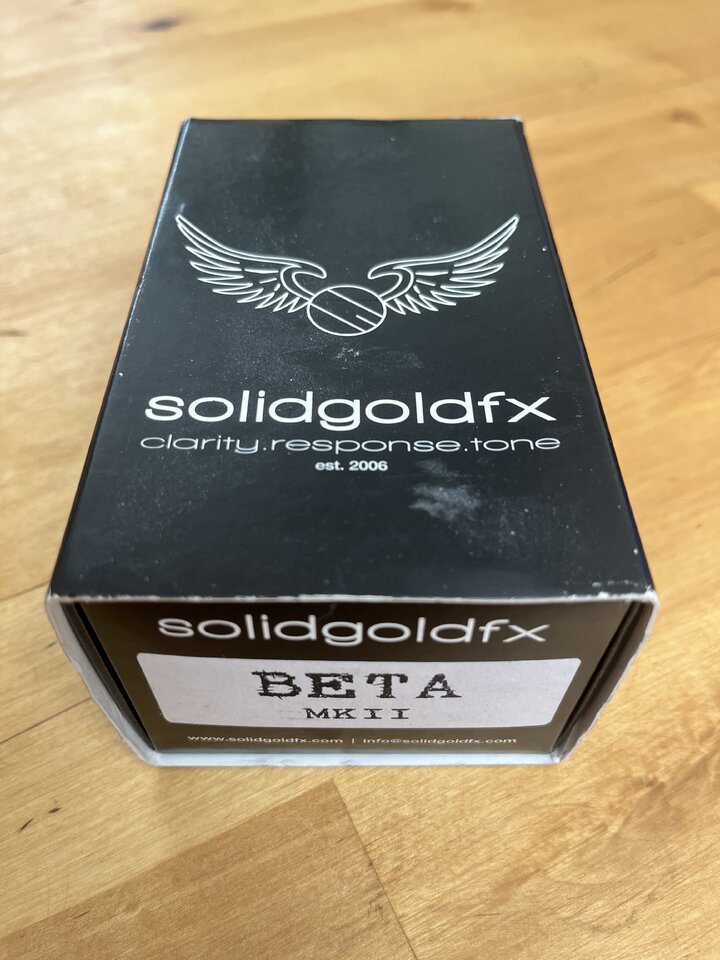 solidgoldfx
clarity.response.tone
est. 2006
solidgoldfx
BETA
MKII
www.solidgoldfx.com | info@solidgoldfx.com